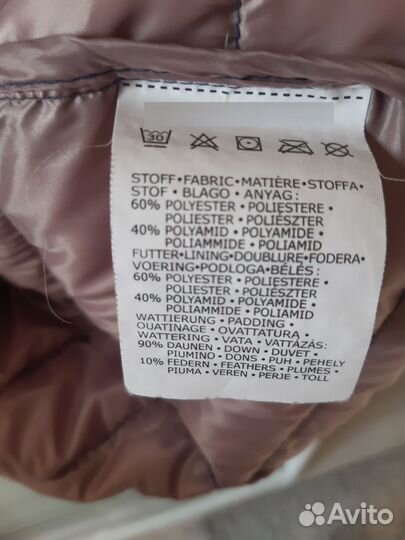 30
STOFF•FABRIC•MATIÈRE•STOFFA•
STOF • BLAGO • ANYAG :
60% POLYESTER • POLIESTERE •
POLIESTER • POLIÉSZTER
40% POLYAMID • POLYAMIDE •
POLIAMMIDE • POLIAMID
FUTTER•LINING•DOUBLURE•FODERA•
VOERING•PODLOGA•BÉLÉS :
60% POLYESTER • POLIESTERE •
POLIESTER • POLIÉSZTER
40% POLYAMID • POLYAMIDE •
POLIAMMIDE • POLIAMID
WATTIERUNG • PADDING •
OUATINAGE • OVATTATURA •
WATTERING • VATA • VATTAZÁS:
90% DAUNEN • DOWN • DUVET •
PIUMINO • DONS • PUH • PEHELY
10% FEDERN • FEATHERS • PLUMES •
PIUMA • VEREN • PERJE • TOLL
Avito